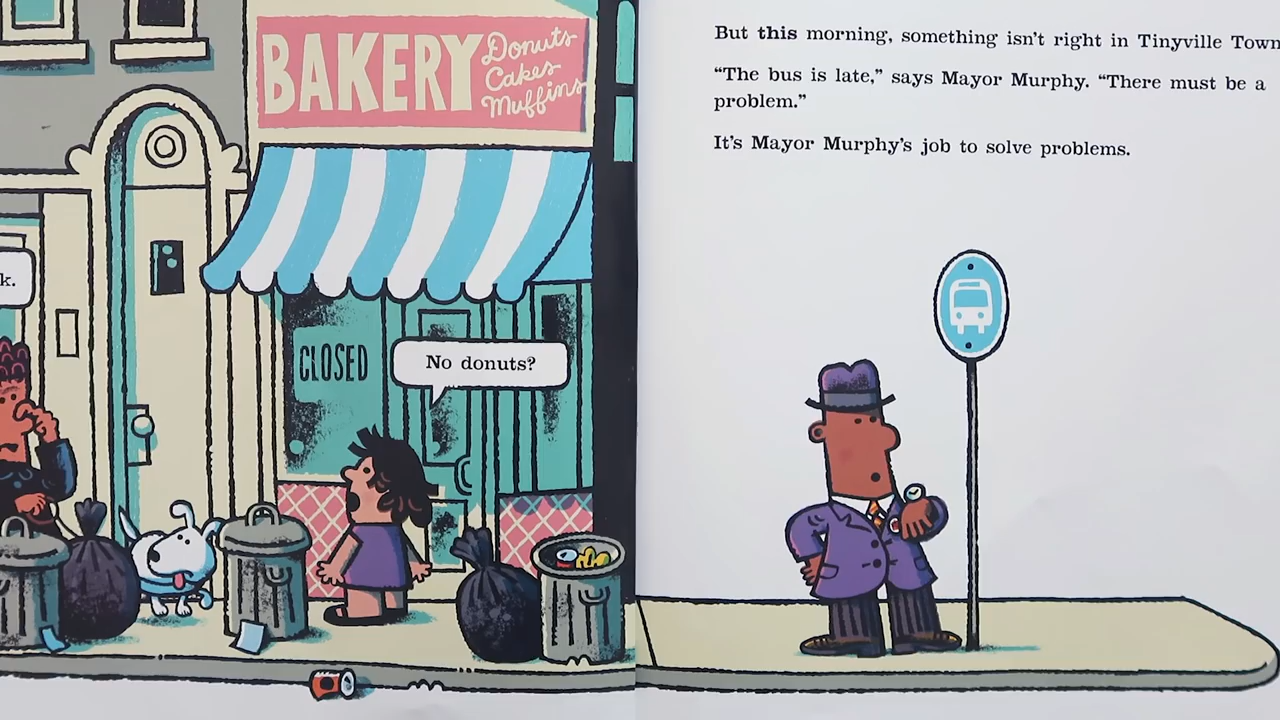 BAKERY
Donuts
Cakes
Muffins
k.
CLOSED
No donuts?
But this morning, something isn't right in Tinyville Town
“The bus is late,” says Mayor Murphy. “There must be a
problem.”
It's Mayor Murphy's job to solve problems.